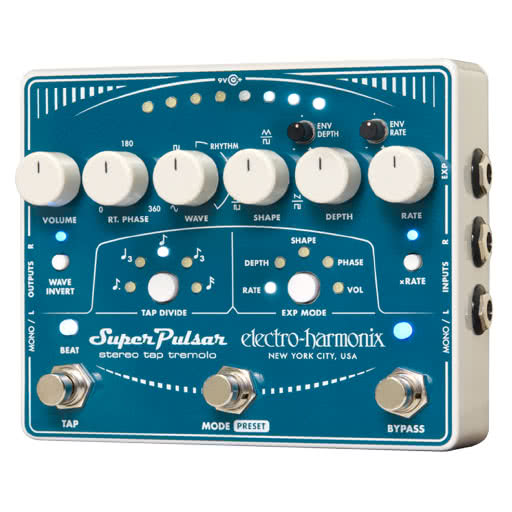 9V
ENV
DEPTH
ENV
RATE
EXP
180
RHYTHM
0
360
VOLUME
RT. PHASE
WAVE
SHAPE
DEPTH
RATE
OUTPUTS R
WAVE
INVERT
3
3
TAP DIVIDE
SHAPE
DEPTH
PHASE
RATE
VOL
EXP MODE
xRATE
INPUTS R
MONO / L
BEAT
Super Pulsar
stereo tap tremolo
electro-harmonix
NEW YORK CITY, USA
MONO / L
TAP
MODE PRESET
BYPASS